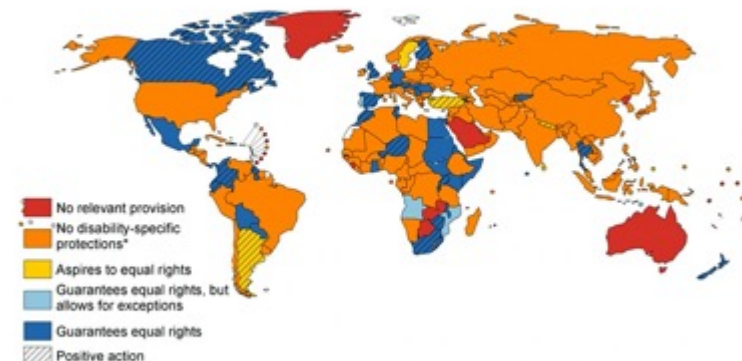 No relevant provision
No disability-specific
protections*
Aspires to equal rights
Guarantees equal rights, but
allows for exceptions
Guarantees equal rights
Positive action